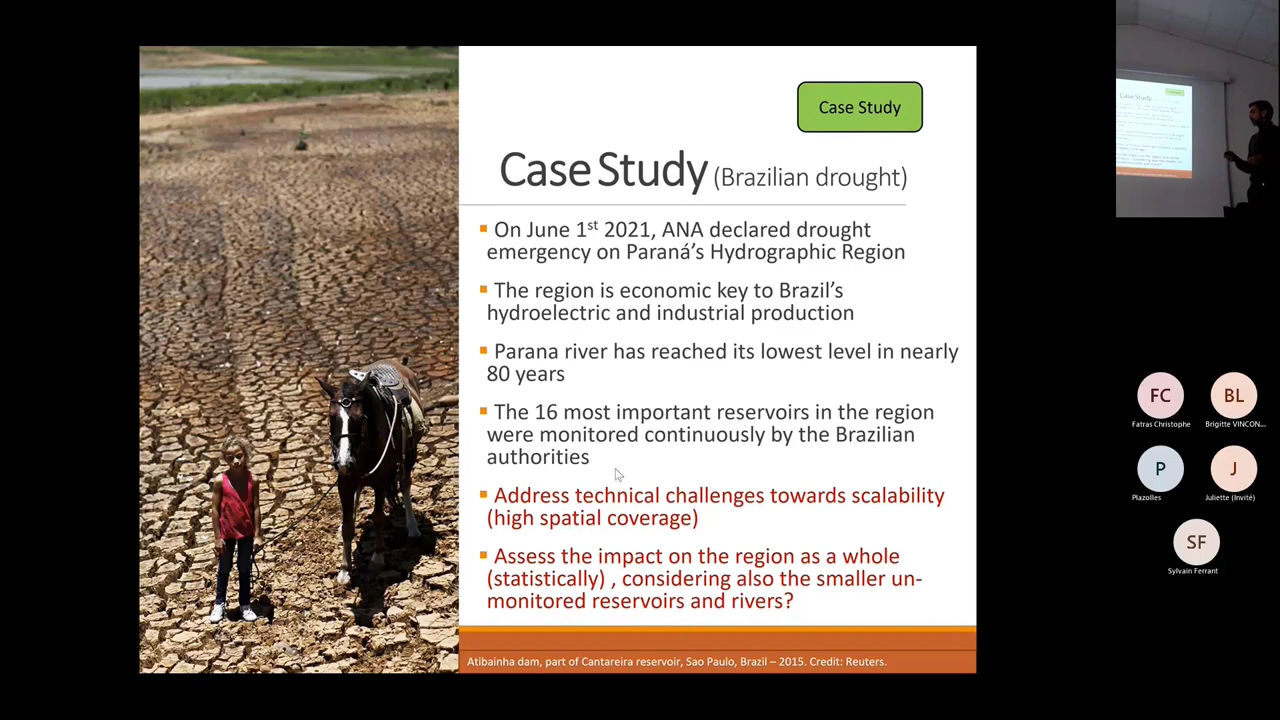 Case Study
Case Study (Brazilian drought)
▪ On June 1st 2021, ANA declared drought
emergency on Paraná’s Hydrographic Region
▪ The region is economic key to Brazil’s
hydroelectric and industrial production
▪ Parana river has reached its lowest level in nearly
80 years
▪ The 16 most important reservoirs in the region
were monitored continuously by the Brazilian
authorities
▪ Address technical challenges towards scalability
(high spatial coverage)
▪ Assess the impact on the region as a whole
(statistically) , considering also the smaller un-
monitored reservoirs and rivers?
Atibainha dam, part of Cantareira reservoir, Sao Paulo, Brazil – 2015. Credit: Reuters.
Case Study
FC
Fatras Christophe
BL
Brigitte VINCON...
P
Plazolles
J
Juliette (Invité)
SF
Sylvain Ferrant